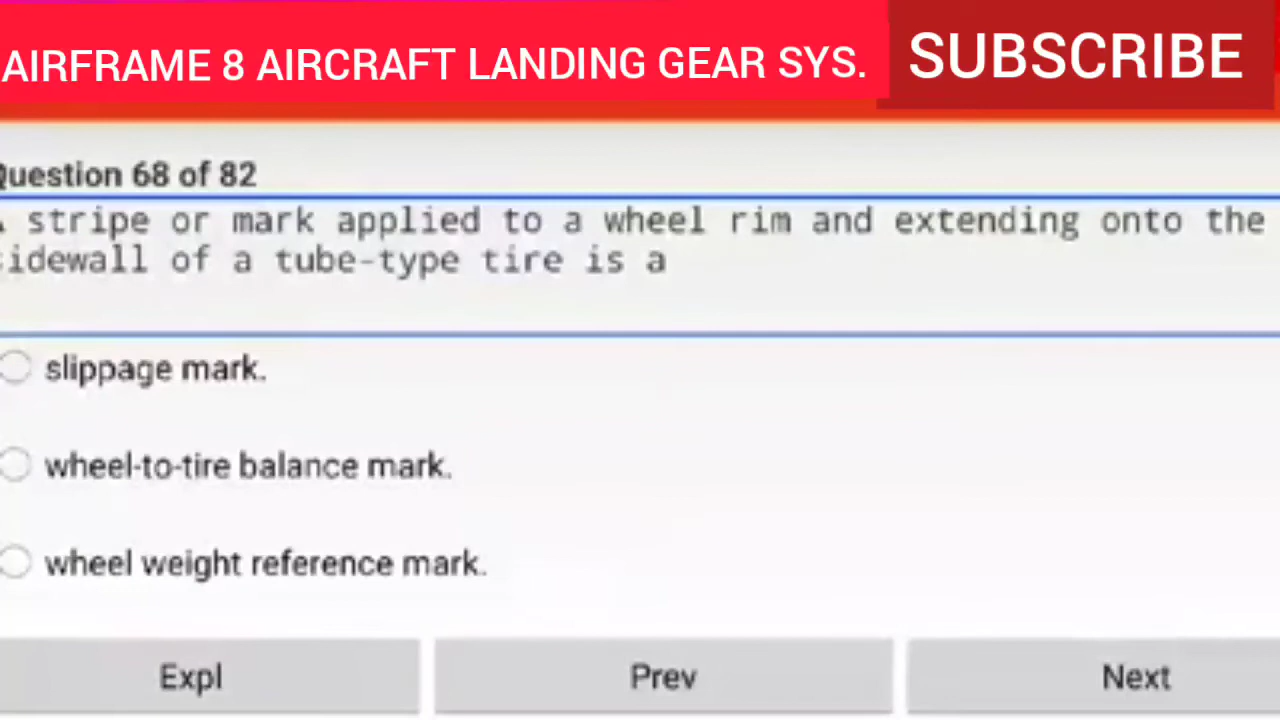 AIRFRAME 8 AIRCRAFT LANDING GEAR SYS.
SUBSCRIBE
Question 68 of 82
A stripe or mark applied to a wheel rim and extending onto the
sidewall of a tube-type tire is a
slippage mark.
wheel-to-tire balance mark.
wheel weight reference mark.
Expl
Prev
Next